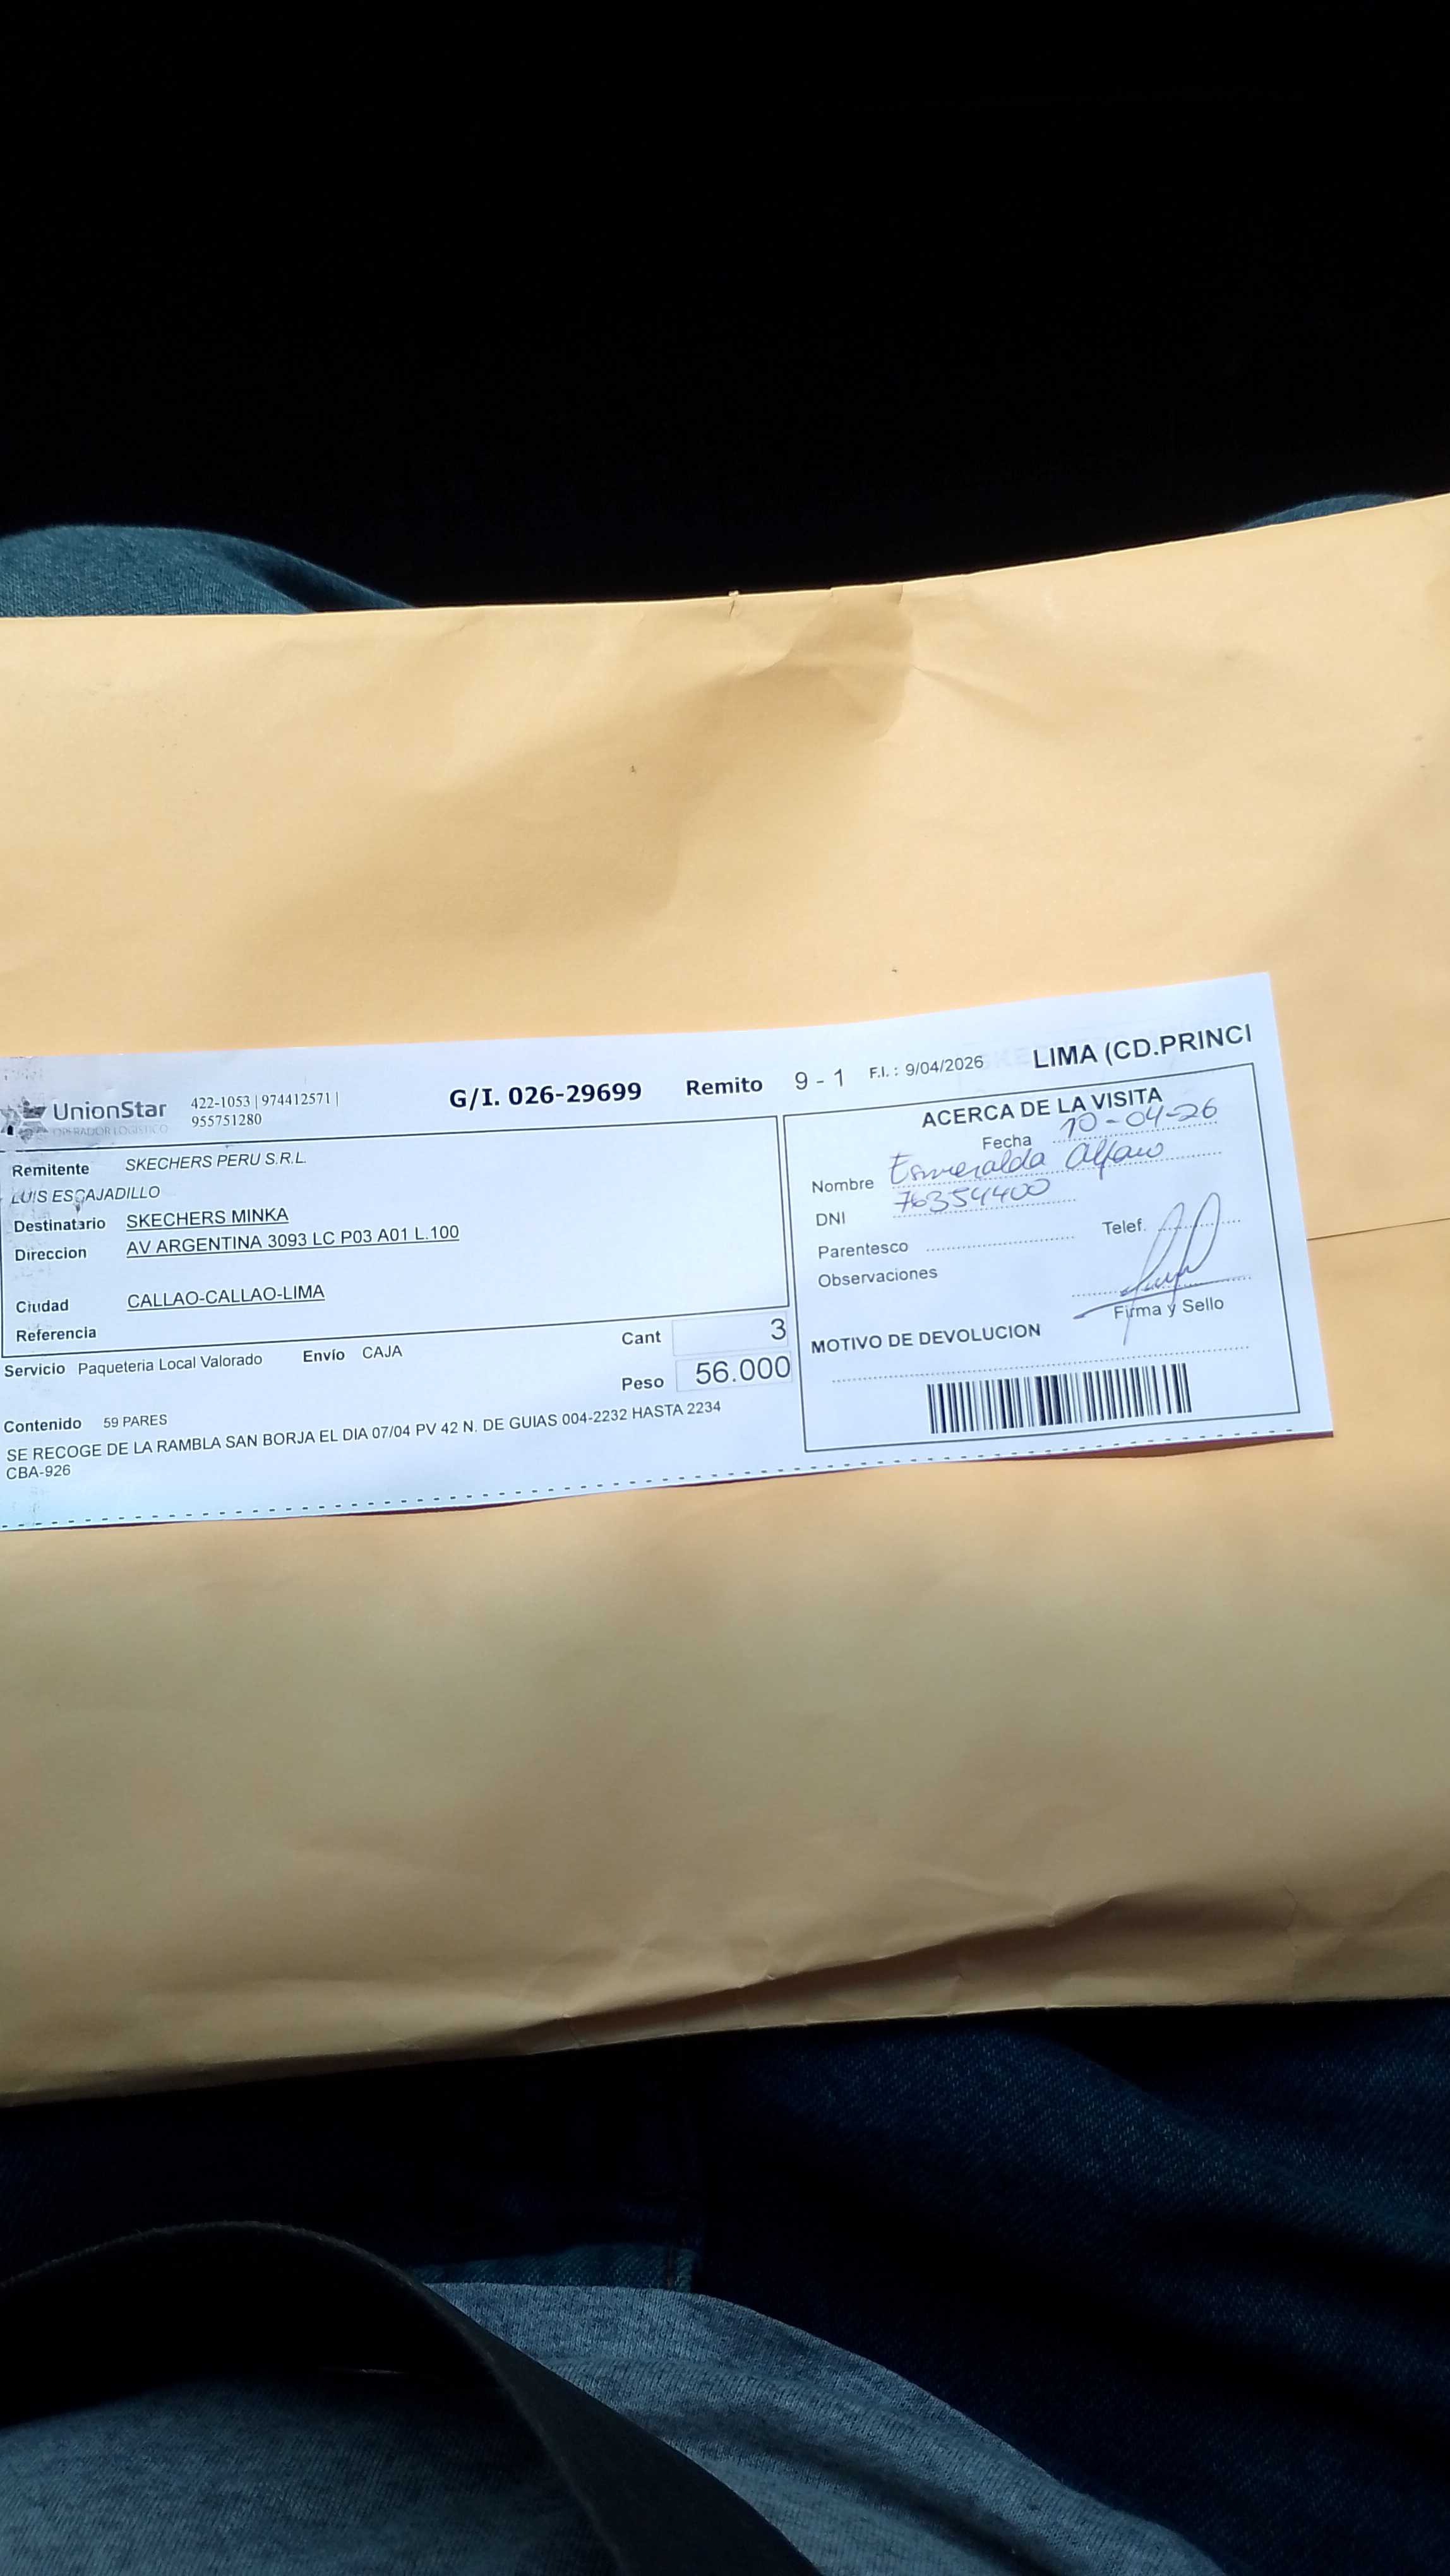 UnionStar
OPERADOR LOGISTICO
422-1053 | 974412571 |
955751280
G/I. 026-29699 Remito 9 - 1 F.I. : 9/04/2026 LIMA (CD.PRINCI
Remitente SKECHERS PERU S.R.L.
LUIS ESCAJADILLO
Destinatario SKECHERS MINKA
Direccion AV ARGENTINA 3093 LC P03 A01 L.100
Ciudad CALLAO-CALLAO-LIMA
Referencia
Servicio Paqueteria Local Valorado Envío CAJA
Cant 3
Peso 56.000
Contenido 59 PARES
SE RECOGE DE LA RAMBLA SAN BORJA EL DIA 07/04 PV 42 N. DE GUIAS 004-2232 HASTA 2234
CBA-926
ACERCA DE LA VISITA
Fecha 10-04-26
Nombre Esmeralda Alfaro
DNI 76354400
Parentesco Telef.
Observaciones
Firma y Sello
MOTIVO DE DEVOLUCION